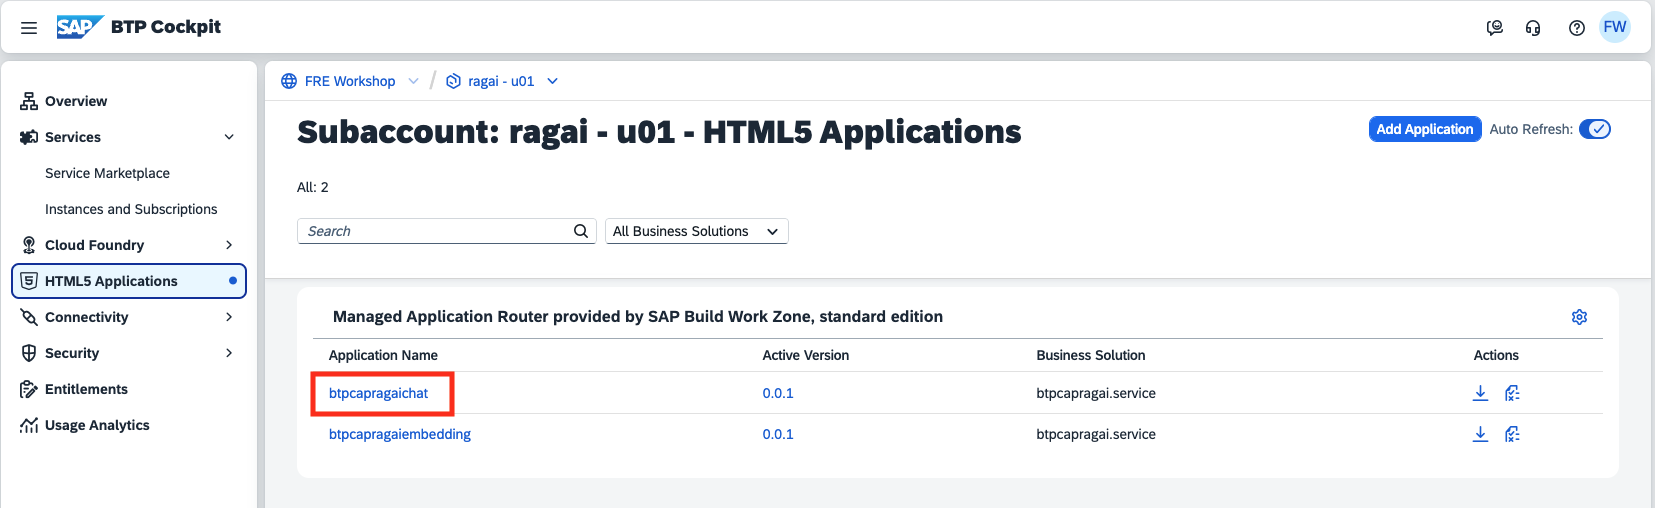 SAP BTP Cockpit
FW
Overview
Services
Service Marketplace
Instances and Subscriptions
Cloud Foundry
HTML5 Applications
Connectivity
Security
Entitlements
Usage Analytics
FRE Workshop / ragai - u01
Subaccount: ragai - u01 - HTML5 Applications
Add Application Auto Refresh:
All: 2
Search All Business Solutions
Managed Application Router provided by SAP Build Work Zone, standard edition
Application Name Active Version Business Solution Actions
btpcapragaichat 0.0.1 btpcapragai.service
btpcapragaiembedding 0.0.1 btpcapragai.service